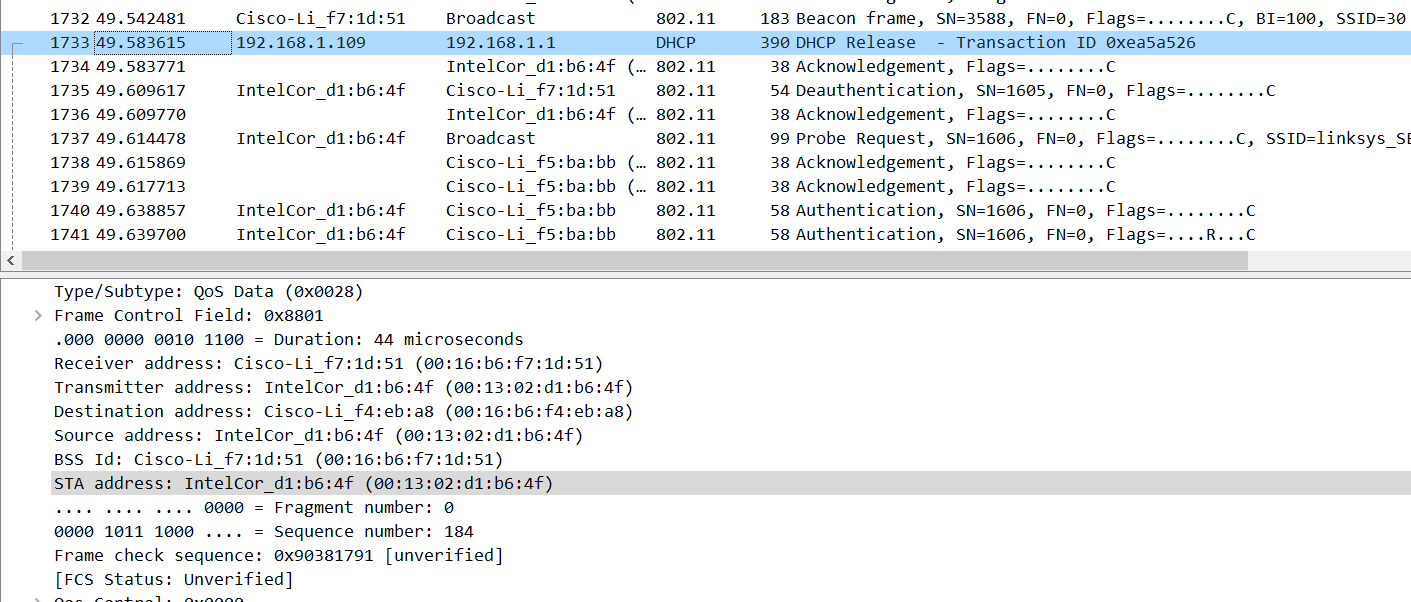 1732 49.542481 Cisco-Li_f7:1d:51 Broadcast 802.11 183 Beacon frame, SN=3588, FN=0, Flags=........C, BI=100, SSID=30
1733 49.583615 192.168.1.109 192.168.1.1 DHCP 390 DHCP Release - Transaction ID 0xea5a526
1734 49.583771 IntelCor_d1:b6:4f (… 802.11 38 Acknowledgement, Flags=........C
1735 49.609617 IntelCor_d1:b6:4f Cisco-Li_f7:1d:51 802.11 54 Deauthentication, SN=1605, FN=0, Flags=........C
1736 49.609770 IntelCor_d1:b6:4f (… 802.11 38 Acknowledgement, Flags=........C
1737 49.614478 IntelCor_d1:b6:4f Broadcast 802.11 99 Probe Request, SN=1606, FN=0, Flags=........C, SSID=linksys_SE
1738 49.615869 Cisco-Li_f5:ba:bb (… 802.11 38 Acknowledgement, Flags=........C
1739 49.617713 Cisco-Li_f5:ba:bb (… 802.11 38 Acknowledgement, Flags=........C
1740 49.638857 IntelCor_d1:b6:4f Cisco-Li_f5:ba:bb 802.11 58 Authentication, SN=1606, FN=0, Flags=........C
1741 49.639700 IntelCor_d1:b6:4f Cisco-Li_f5:ba:bb 802.11 58 Authentication, SN=1606, FN=0, Flags=....R...C
Type/Subtype: QoS Data (0x0028)
Frame Control Field: 0x8801
.000 0000 0010 1100 = Duration: 44 microseconds
Receiver address: Cisco-Li_f7:1d:51 (00:16:b6:f7:1d:51)
Transmitter address: IntelCor_d1:b6:4f (00:13:02:d1:b6:4f)
Destination address: Cisco-Li_f4:eb:a8 (00:16:b6:f4:eb:a8)
Source address: IntelCor_d1:b6:4f (00:13:02:d1:b6:4f)
BSS Id: Cisco-Li_f7:1d:51 (00:16:b6:f7:1d:51)
STA address: IntelCor_d1:b6:4f (00:13:02:d1:b6:4f)
.... .... .... 0000 = Fragment number: 0
0000 1011 1000 .... = Sequence number: 184
Frame check sequence: 0x90381791 [unverified]
[FCS Status: Unverified]
Qos Control: 0x0000